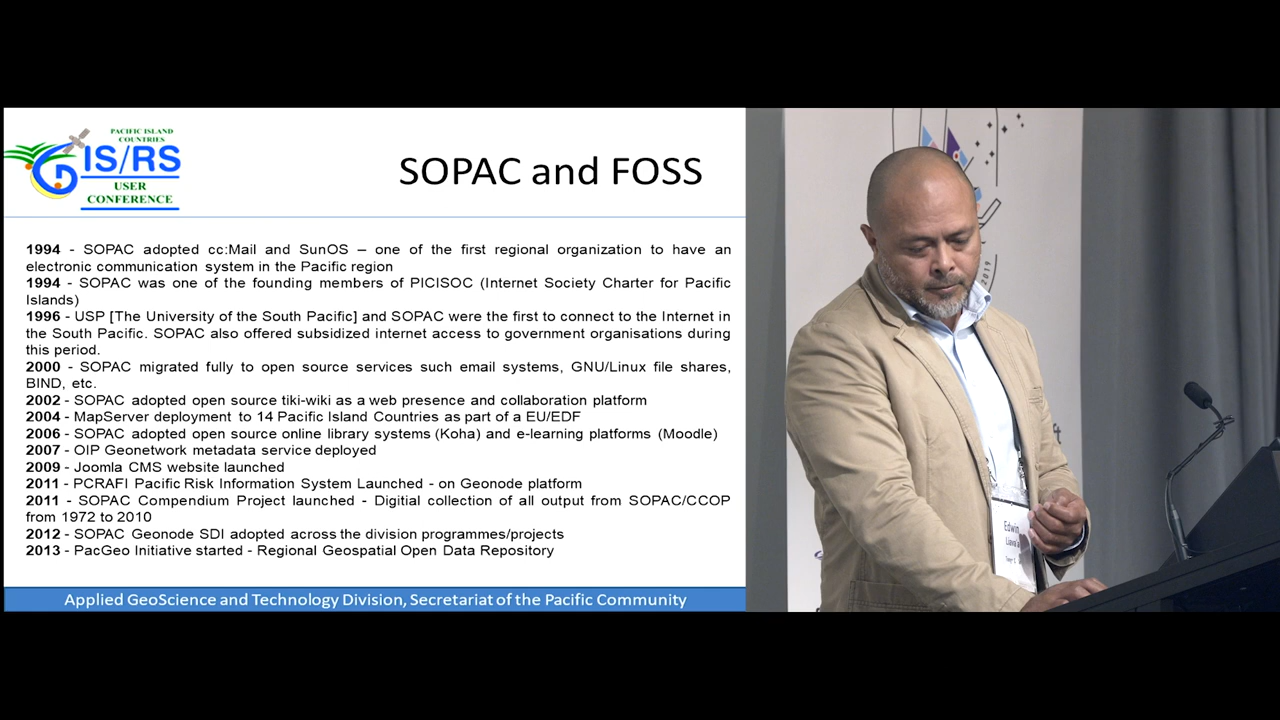 PACIFIC ISLAND
COUNTRIES
GIS/RS
USER
CONFERENCE
SOPAC and FOSS
1994 - SOPAC adopted cc:Mail and SunOS – one of the first regional organization to have an
electronic communication system in the Pacific region
1994 - SOPAC was one of the founding members of PICISOC (Internet Society Charter for Pacific
Islands)
1996 - USP [The University of the South Pacific] and SOPAC were the first to connect to the Internet in
the South Pacific. SOPAC also offered subsidized internet access to government organisations during
this period.
2000 - SOPAC migrated fully to open source services such email systems, GNU/Linux file shares,
BIND, etc.
2002 - SOPAC adopted open source tiki-wiki as a web presence and collaboration platform
2004 - MapServer deployment to 14 Pacific Island Countries as part of a EU/EDF
2006 - SOPAC adopted open source online library systems (Koha) and e-learning platforms (Moodle)
2007 - OIP Geonetwork metadata service deployed
2009 - Joomla CMS website launched
2011 - PCRAFI Pacific Risk Information System Launched - on Geonode platform
2011 - SOPAC Compendium Project launched - Digitial collection of all output from SOPAC/CCOP
from 1972 to 2010
2012 - SOPAC Geonode SDI adopted across the division programmes/projects
2013 - PacGeo Initiative started - Regional Geospatial Open Data Repository
Applied GeoScience and Technology Division, Secretariat of the Pacific Community
2019
Edwin